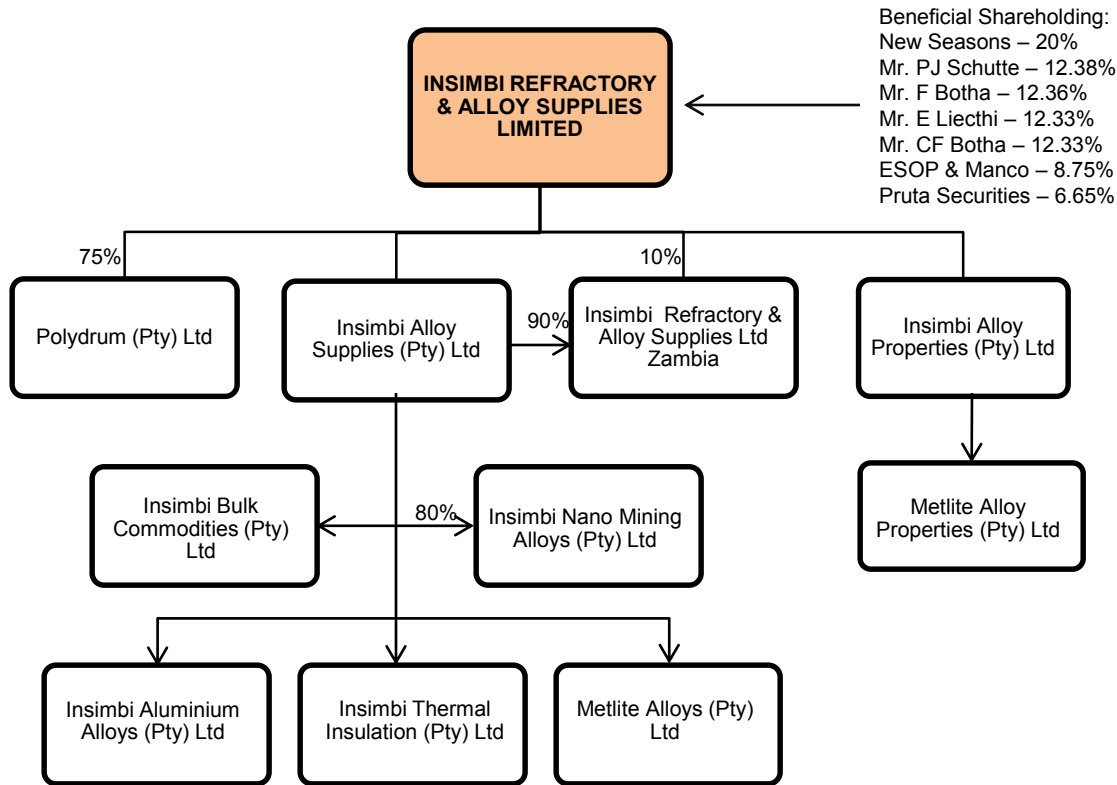 Beneficial Shareholding:
New Seasons – 20%
Mr. PJ Schutte – 12.38%
Mr. F Botha – 12.36%
Mr. E Liecthi – 12.33%
Mr. CF Botha – 12.33%
ESOP & Manco – 8.75%
Pruta Securities – 6.65%
INSIMBI REFRACTORY
& ALLOY SUPPLIES
LIMITED
75%
10%
Polydrum (Pty) Ltd
Insimbi Alloy
Supplies (Pty) Ltd
90%
Insimbi Refractory &
Alloy Supplies Ltd
Zambia
Insimbi Alloy
Properties (Pty) Ltd
Insimbi Bulk
Commodities (Pty)
Ltd
80%
Insimbi Nano Mining
Alloys (Pty) Ltd
Metlite Alloy
Properties (Pty) Ltd
Insimbi Aluminium
Alloys (Pty) Ltd
Insimbi Thermal
Insulation (Pty) Ltd
Metlite Alloys (Pty)
Ltd